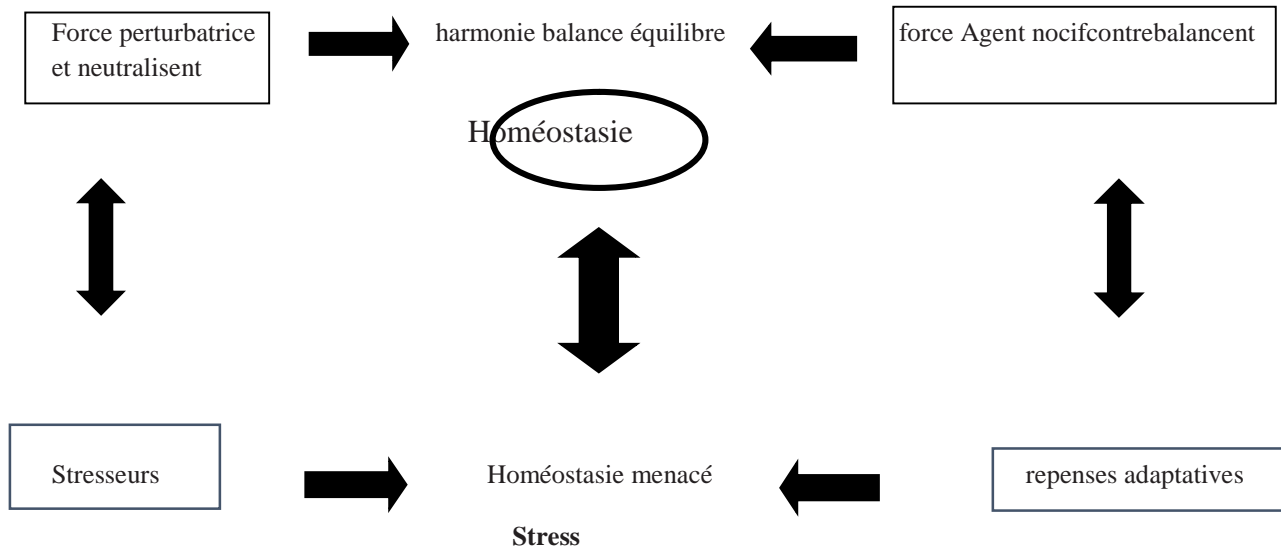 Force perturbatrice
et neutralisent
harmonie balance équilibre
force Agent nocifcontrebalancent
Homéostasie
Stresseurs
Homéostasie menacé
repenses adaptatives
Stress